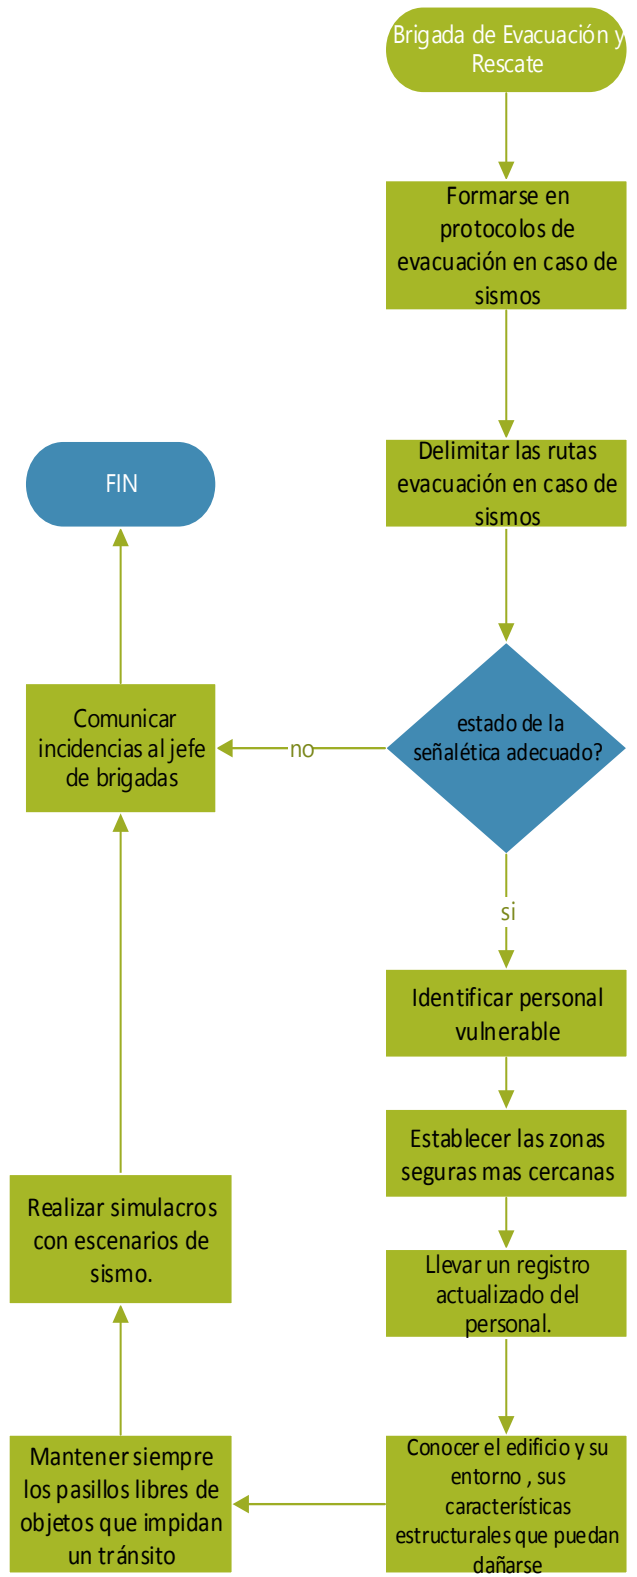 Brigada de Evacuación y
Rescate
Formarse en
protocolos de
evacuación en caso de
sismos
Delimitar las rutas
evacuación en caso de
sismos
estado de la
señalética adecuado?
no
Comunicar
incidencias al jefe
de brigadas
FIN
si
Identificar personal
vulnerable
Establecer las zonas
seguras mas cercanas
Llevar un registro
actualizado del
personal.
Conocer el edificio y su
entorno , sus
características
estructurales que puedan
dañarse
Mantener siempre
los pasillos libres de
objetos que impidan
un tránsito
Realizar simulacros
con escenarios de
sismo.